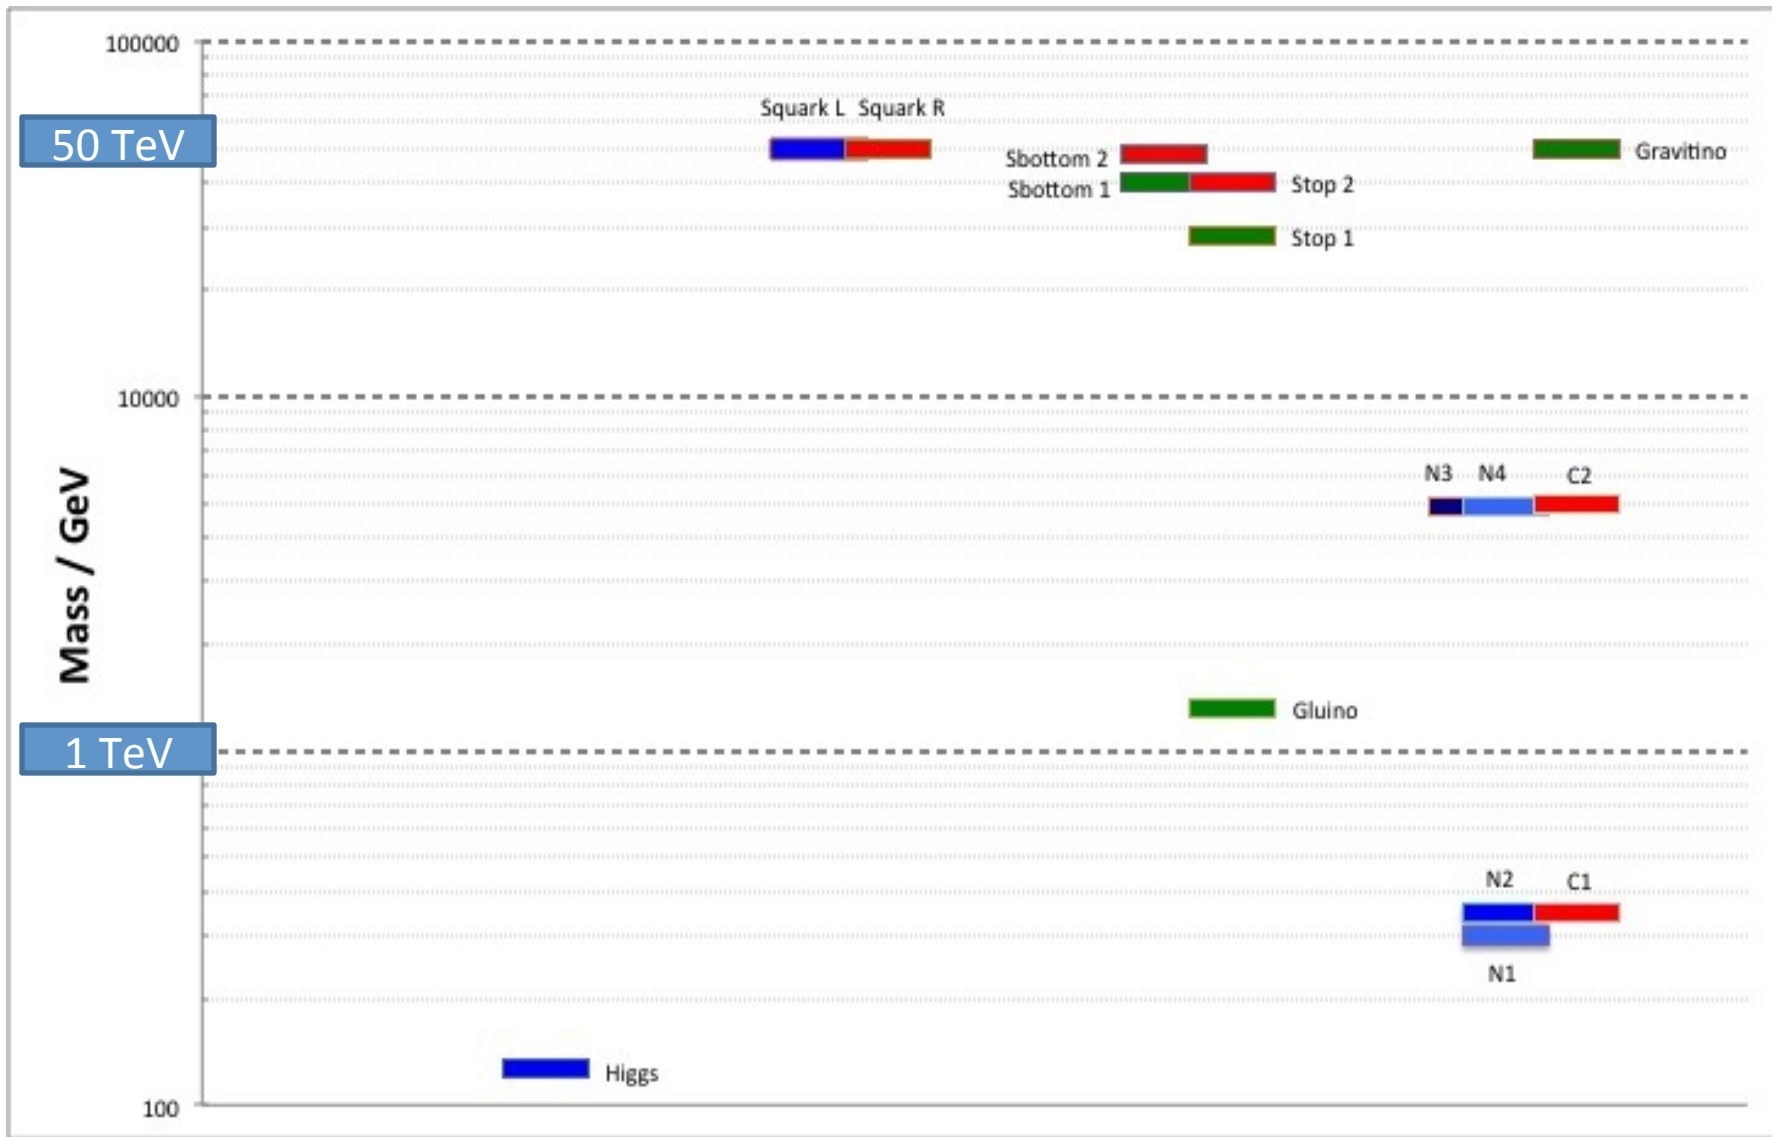 100000
Squark L Squark R
50 TeV
Sbottom 2
Gravitino
Sbottom 1
Stop 2
Stop 1
10000
Mass / GeV
N3 N4 C2
Gluino
1 TeV
N2 C1
N1
Higgs
100